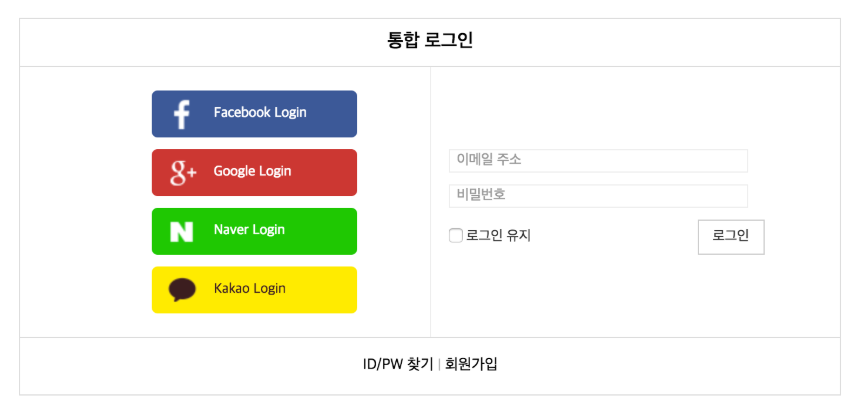 통합 로그인
f Facebook Login
g+ Google Login
N Naver Login
Kakao Login
이메일 주소
비밀번호
로그인 유지
로그인
ID/PW 찾기 | 회원가입